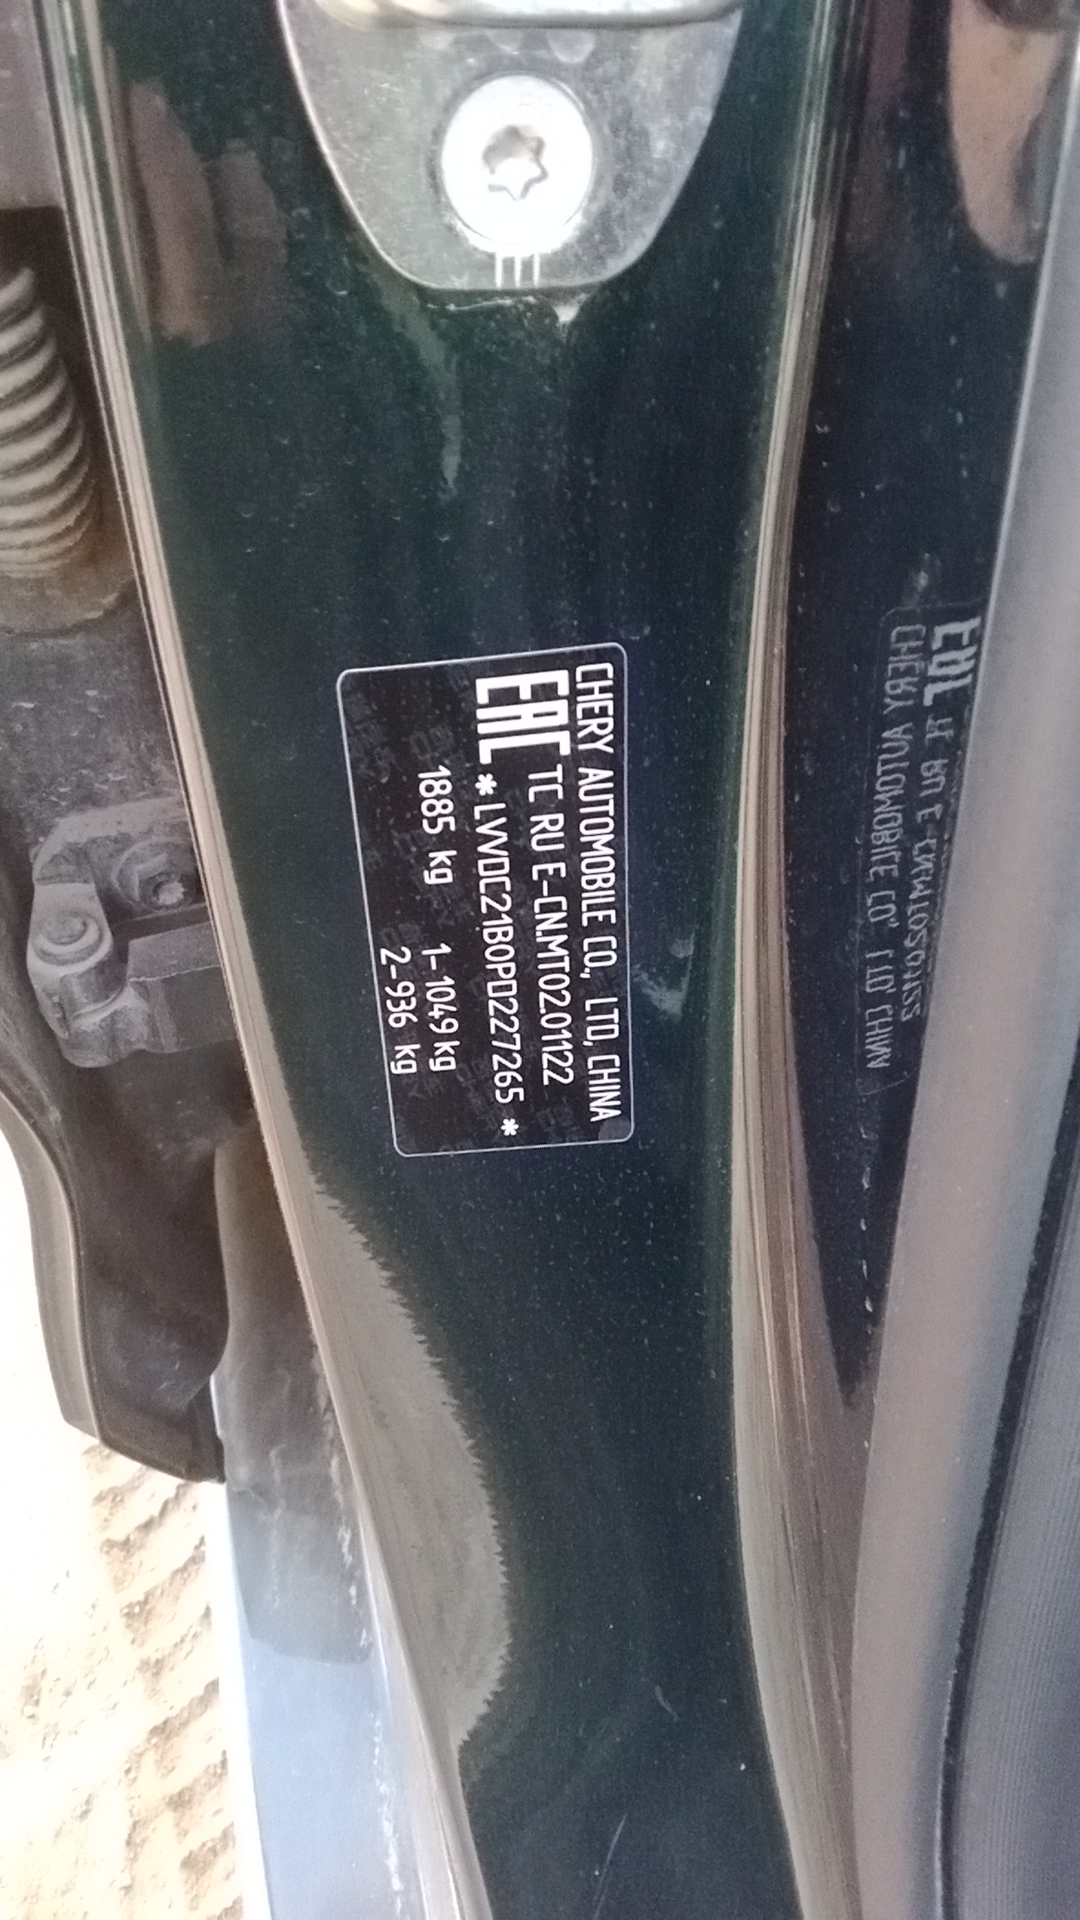 CHERY AUTOMOBILE CO., LTD, CHINA
EAC TC RU E-CN.MT02.01122
*LVVDC21B0PD227265*
1885 kg 1-1049 kg
2-936 kg